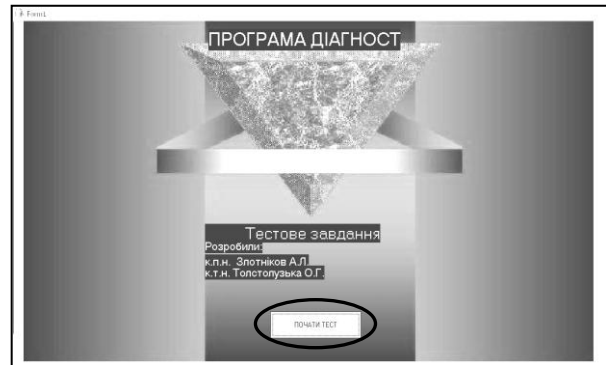 Form1
ПРОГРАМА ДІАГНОСТ
Тестове завдання
Розробили:
к.п.н. Злотніков А.Л.
к.т.н. Толстолузька О.Г.
ПОЧАТИ ТЕСТ